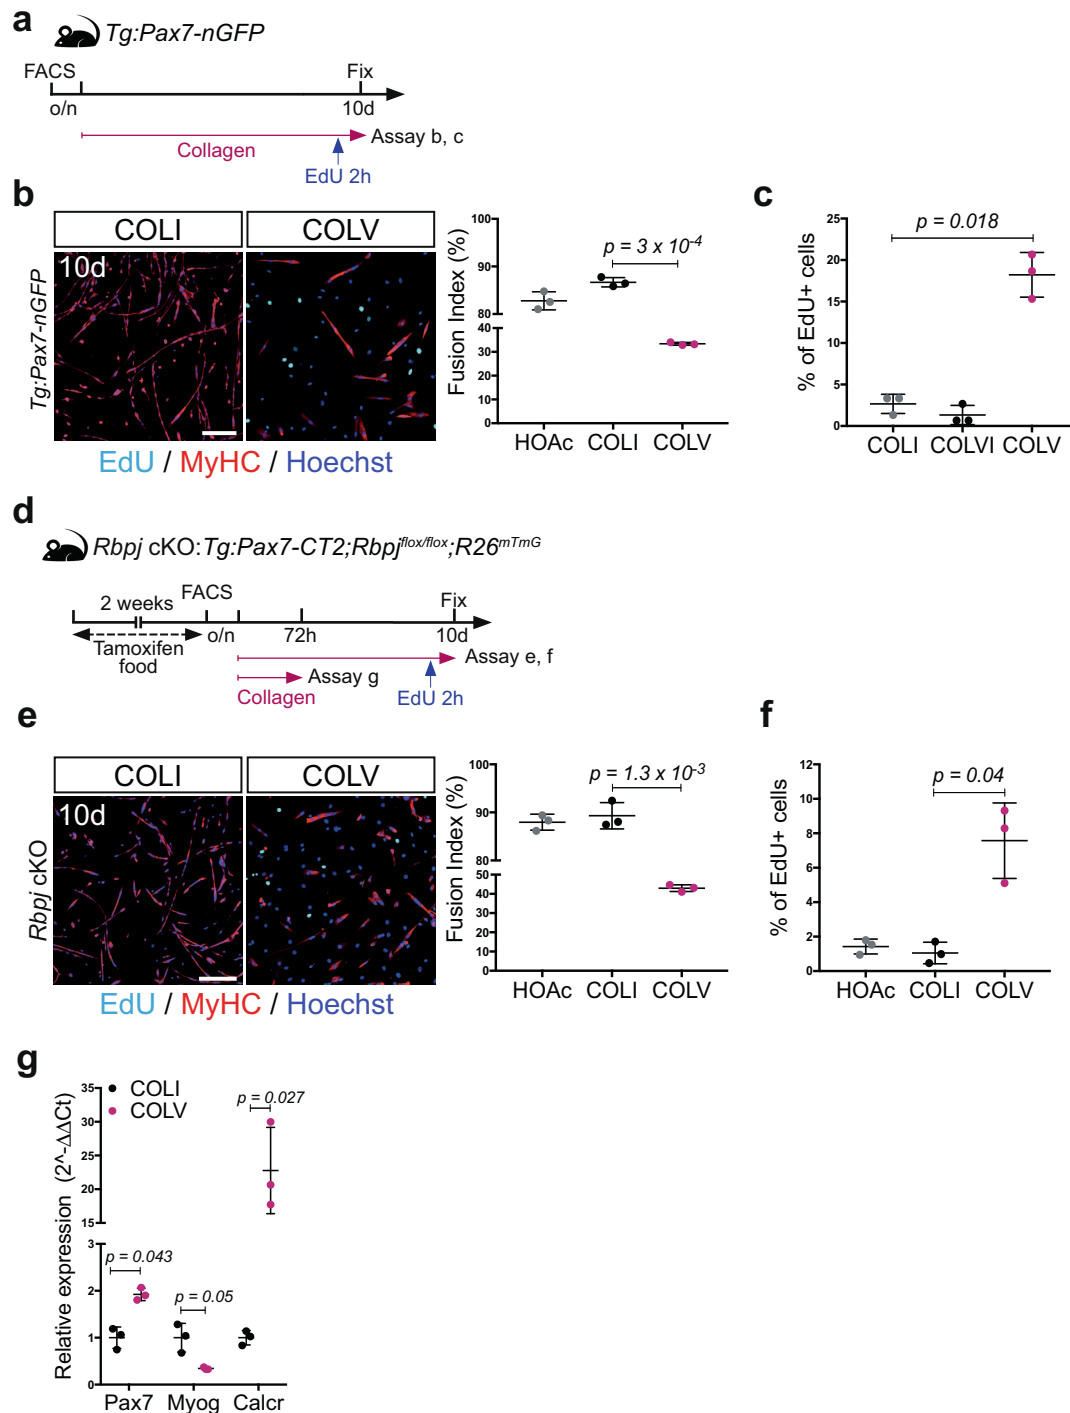 a
Tg:Pax7-nGFP
FACS
Fix
o/n
10d
Collagen
Assay b, c
EdU 2h
b
COLI
COLV
10d
Tg:Pax7-nGFP
EdU / MyHC / Hoechst
Fusion Index (%)
100
90
80
40
30
20
10
0
p = 3 x 10-4
HOAc
COLI
COLV
c
% of EdU+ cells
25
20
15
10
5
0
p = 0.018
COLI
COLVI
COLV
d
Rbpj cKO:Tg:Pax7-CT2;Rbpjflox/flox;R26mTmG
2 weeks
FACS
Fix
Tamoxifen
food
o/n
72h
10d
Assay e, f
Assay g
Collagen
EdU 2h
e
COLI
COLV
10d
Rbpj cKO
EdU / MyHC / Hoechst
Fusion Index (%)
100
90
80
50
40
30
20
10
0
p = 1.3 x 10-3
HOAc
COLI
COLV
f
% of EdU+ cells
12
10
8
6
4
2
0
p = 0.04
HOAc
COLI
COLV
g
Relative expression (2^-ΔΔCt)
35
30
25
20
15
3
2
1
0
COLI
COLV
p = 0.027
p = 0.043
p = 0.05
Pax7
Myog
Calcr